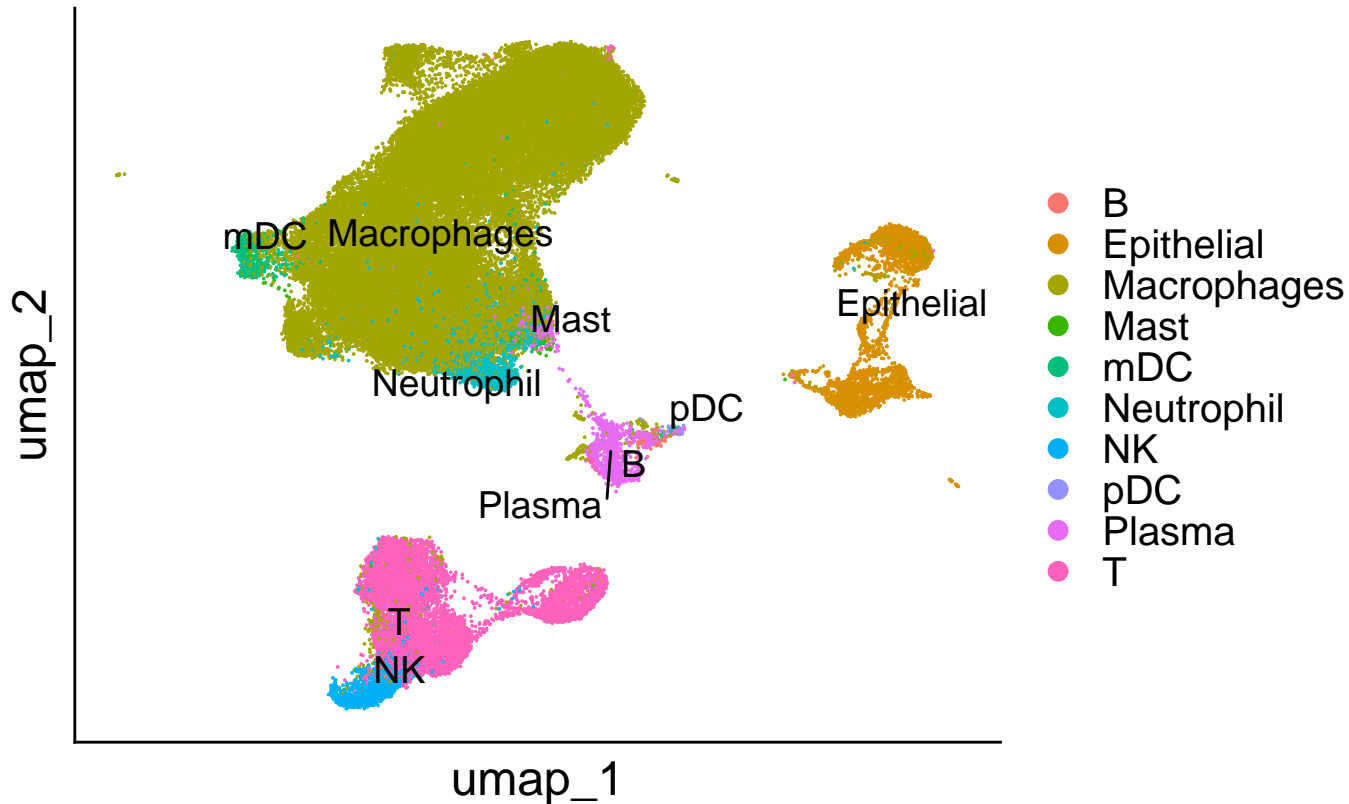 umap_2
mDC
Macrophages
Mast
Neutrophil
Epithelial
pDC
B
Plasma
T
NK
umap_1
B
Epithelial
Macrophages
Mast
mDC
Neutrophil
NK
pDC
Plasma
T